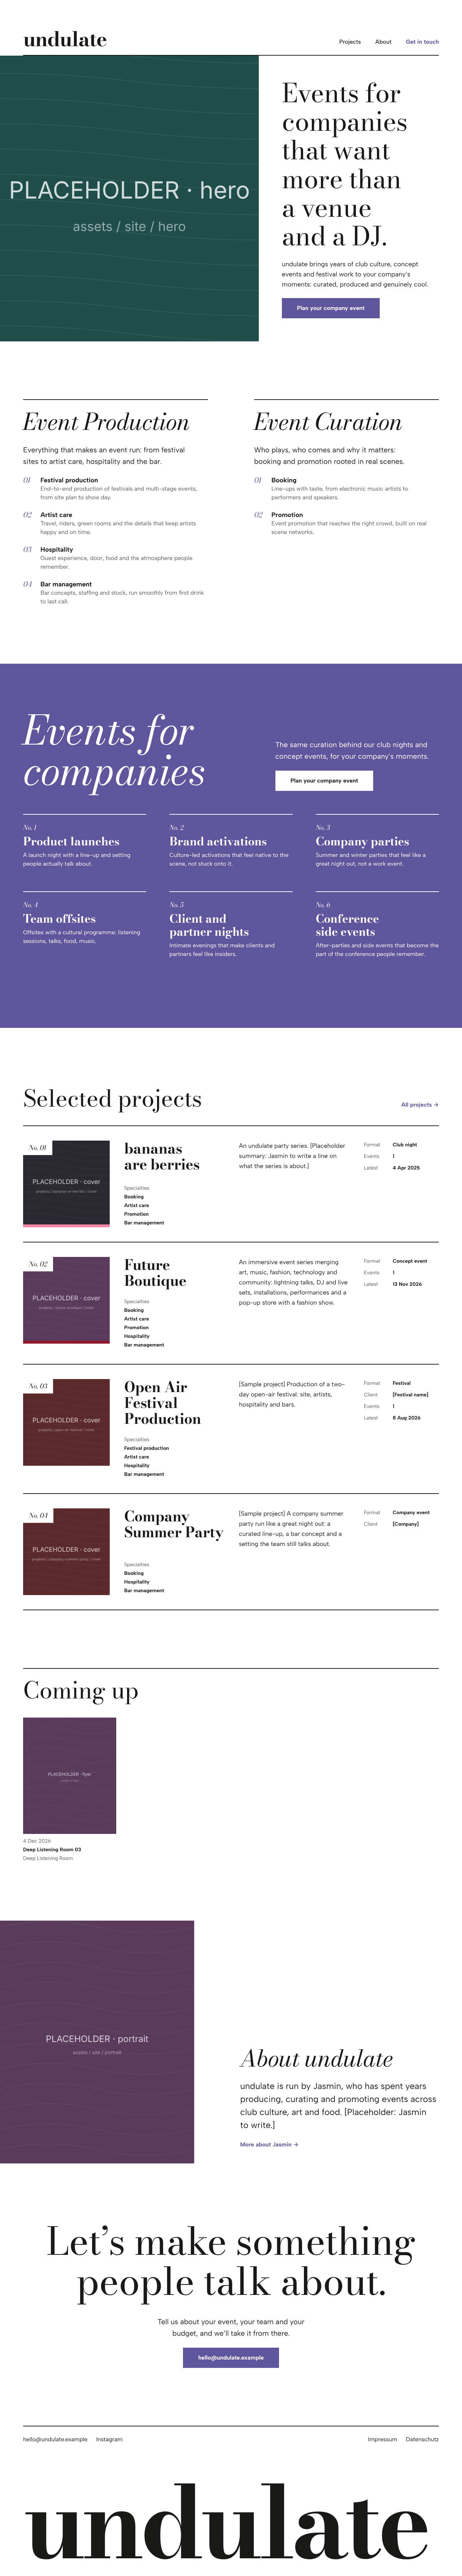 undulate
Projects About Get in touch
PLACEHOLDER · hero
assets / site / hero
Events for
companies
that want
more than
a venue
and a DJ.
undulate brings years of club culture, concept
events and festival work to your company's
moments: curated, produced and genuinely cool.
Plan your company event
Event Production
Everything that makes an event run: from festival
sites to artist care, hospitality and the bar.
01 Festival production
End-to-end production of festivals and multi-stage events,
from site plan to show day.
02 Artist care
Travel, riders, green rooms and the details that keep artists
happy and on time.
03 Hospitality
Guest experience, door, food and the atmosphere people
remember.
04 Bar management
Bar concepts, staffing and stock, run smoothly from first drink
to last call.
Event Curation
Who plays, who comes and why it matters:
booking and promotion rooted in real scenes.
01 Booking
Line-ups with taste, from electronic music artists to
performers and speakers.
02 Promotion
Event promotion that reaches the right crowd, built on real
scene networks.
Events for
companies
The same curation behind our club nights and
concept events, for your company's moments.
Plan your company event
No. 1
Product launches
A launch night with a line-up and setting
people actually talk about.
No. 2
Brand activations
Culture-led activations that feel native to the
scene, not stuck onto it.
No. 3
Company parties
Summer and winter parties that feel like a
great night out, not a work event.
No. 4
Team offsites
Offsites with a cultural programme: listening
sessions, talks, food, music.
No. 5
Client and
partner nights
Intimate evenings that make clients and
partners feel like insiders.
No. 6
Conference
side events
After-parties and side events that become the
part of the conference people remember.
Selected projects
All projects →
No. 01
PLACEHOLDER · cover
projects / bananas-are-berries / cover
bananas
are berries
Specialties
Booking
Artist care
Promotion
Bar management
An undulate party series. [Placeholder
summary: Jasmin to write a line on
what the series is about.]
Format Club night
Events 1
Latest 4 Apr 2025
No. 02
PLACEHOLDER · cover
projects / future-boutique / cover
Future
Boutique
Specialties
Booking
Artist care
Promotion
Hospitality
Bar management
An immersive event series merging
art, music, fashion, technology and
community: lightning talks, DJ and live
sets, installations, performances and a
pop-up store with a fashion show.
Format Concept event
Events 1
Latest 13 Nov 2026
No. 03
PLACEHOLDER · cover
projects / open-air-festival / cover
Open Air
Festival
Production
Specialties
Festival production
Artist care
Hospitality
Bar management
[Sample project] Production of a two-
day open-air festival: site, artists,
hospitality and bars.
Format Festival
Client [Festival name]
Events 1
Latest 8 Aug 2026
No. 04
PLACEHOLDER · cover
projects / company-summer-party / cover
Company
Summer Party
Specialties
Booking
Hospitality
Bar management
[Sample project] A company summer
party run like a great night out: a
curated line-up, a bar concept and a
setting the team still talks about.
Format Company event
Client [Company]
Coming up
PLACEHOLDER · flyer
4 Dec 2026
Deep Listening Room 03
Deep Listening Room
PLACEHOLDER · portrait
assets / site / portrait
About undulate
undulate is run by Jasmin, who has spent years
producing, curating and promoting events across
club culture, art and food. [Placeholder: Jasmin
to write.]
More about Jasmin →
Let's make something
people talk about.
Tell us about your event, your team and your
budget, and we'll take it from there.
hello@undulate.example
hello@undulate.example Instagram
Impressum Datenschutz
undulate